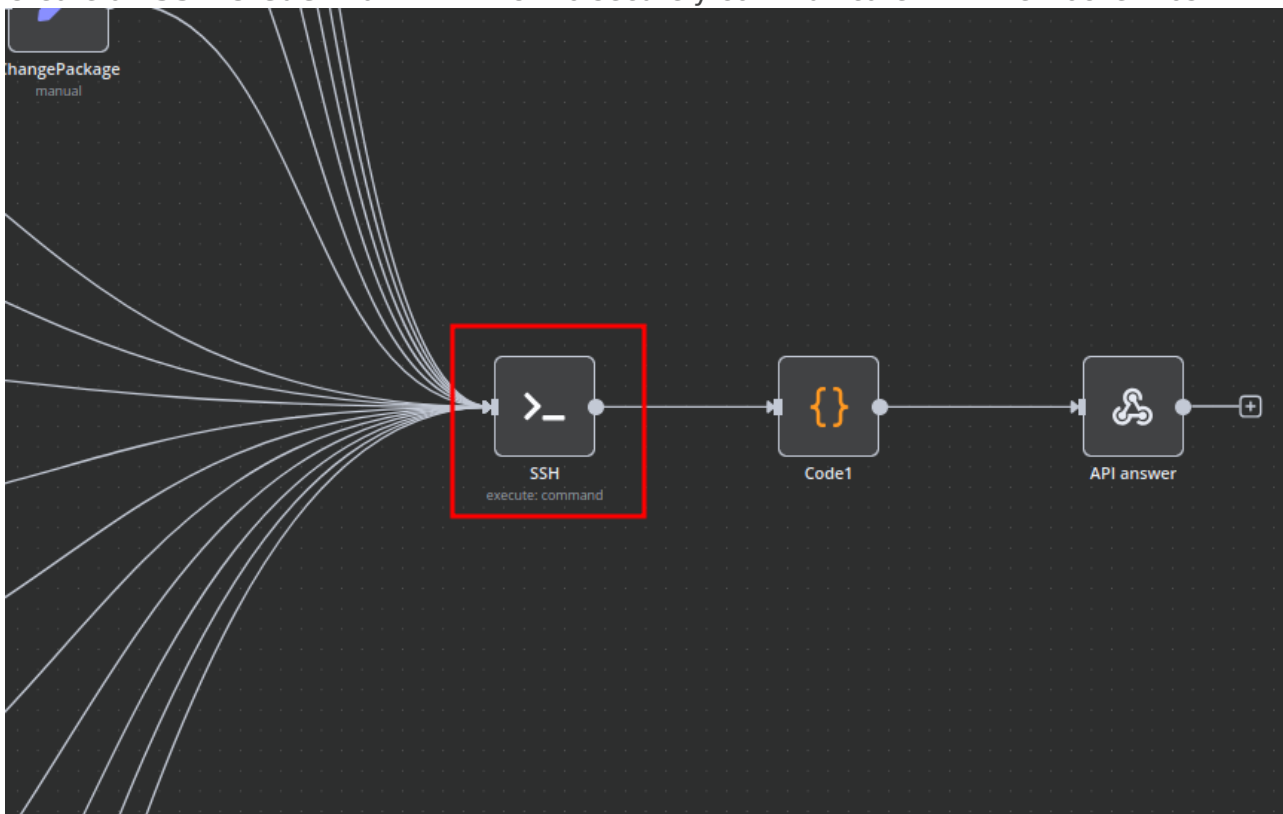 hangePackage
manual
>_
SSH
execute: command
{}
Code1
API answer